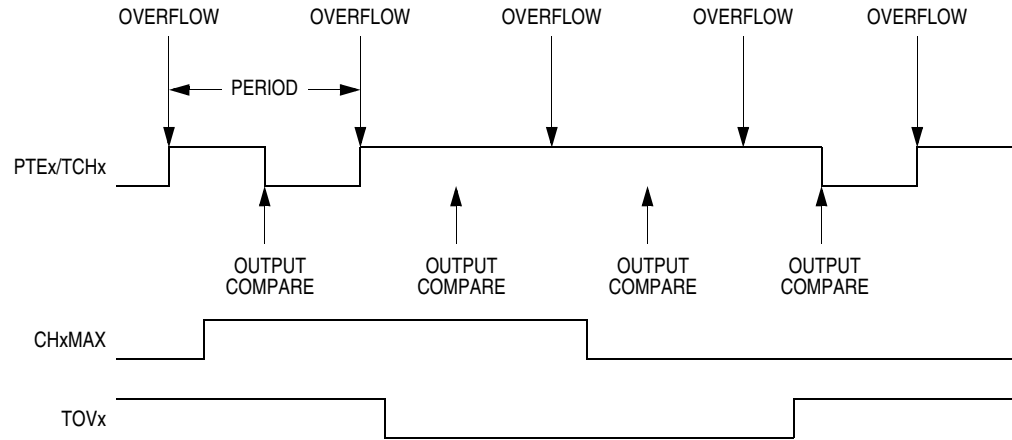 OVERFLOW OVERFLOW OVERFLOW OVERFLOW OVERFLOW
PERIOD
PTEx/TCHx
OUTPUT COMPARE
OUTPUT COMPARE
OUTPUT COMPARE
OUTPUT COMPARE
CHxMAX
TOVx